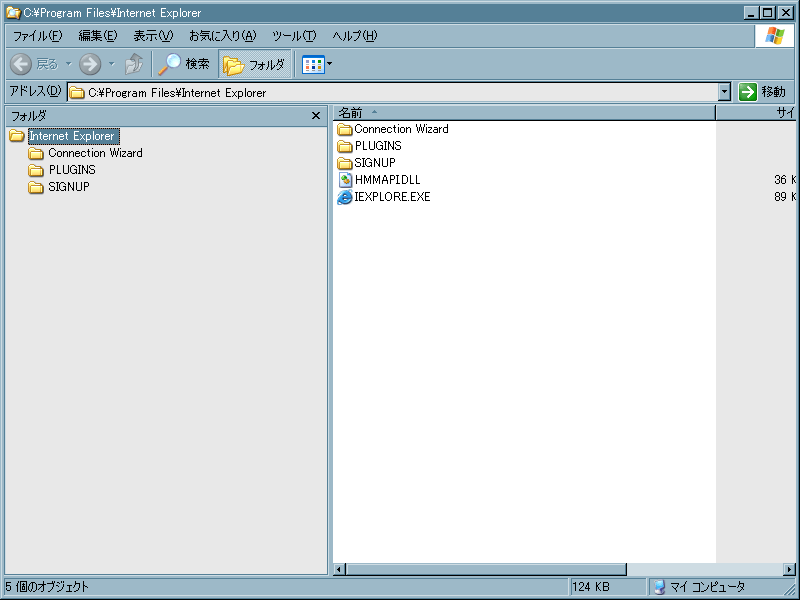 C:¥Program Files¥Internet Explorer
ファイル(F) 編集(E) 表示(V) お気に入り(A) ツール(T) ヘルプ(H)
戻る 検索 フォルダ
アドレス(D) C:¥Program Files¥Internet Explorer 移動
フォルダ
Internet Explorer
Connection Wizard
PLUGINS
SIGNUP
名前 サイ
Connection Wizard
PLUGINS
SIGNUP
HMMAPI.DLL 36 K
IEXPLORE.EXE 89 K
5 個のオブジェクト 124 KB マイ コンピュータ